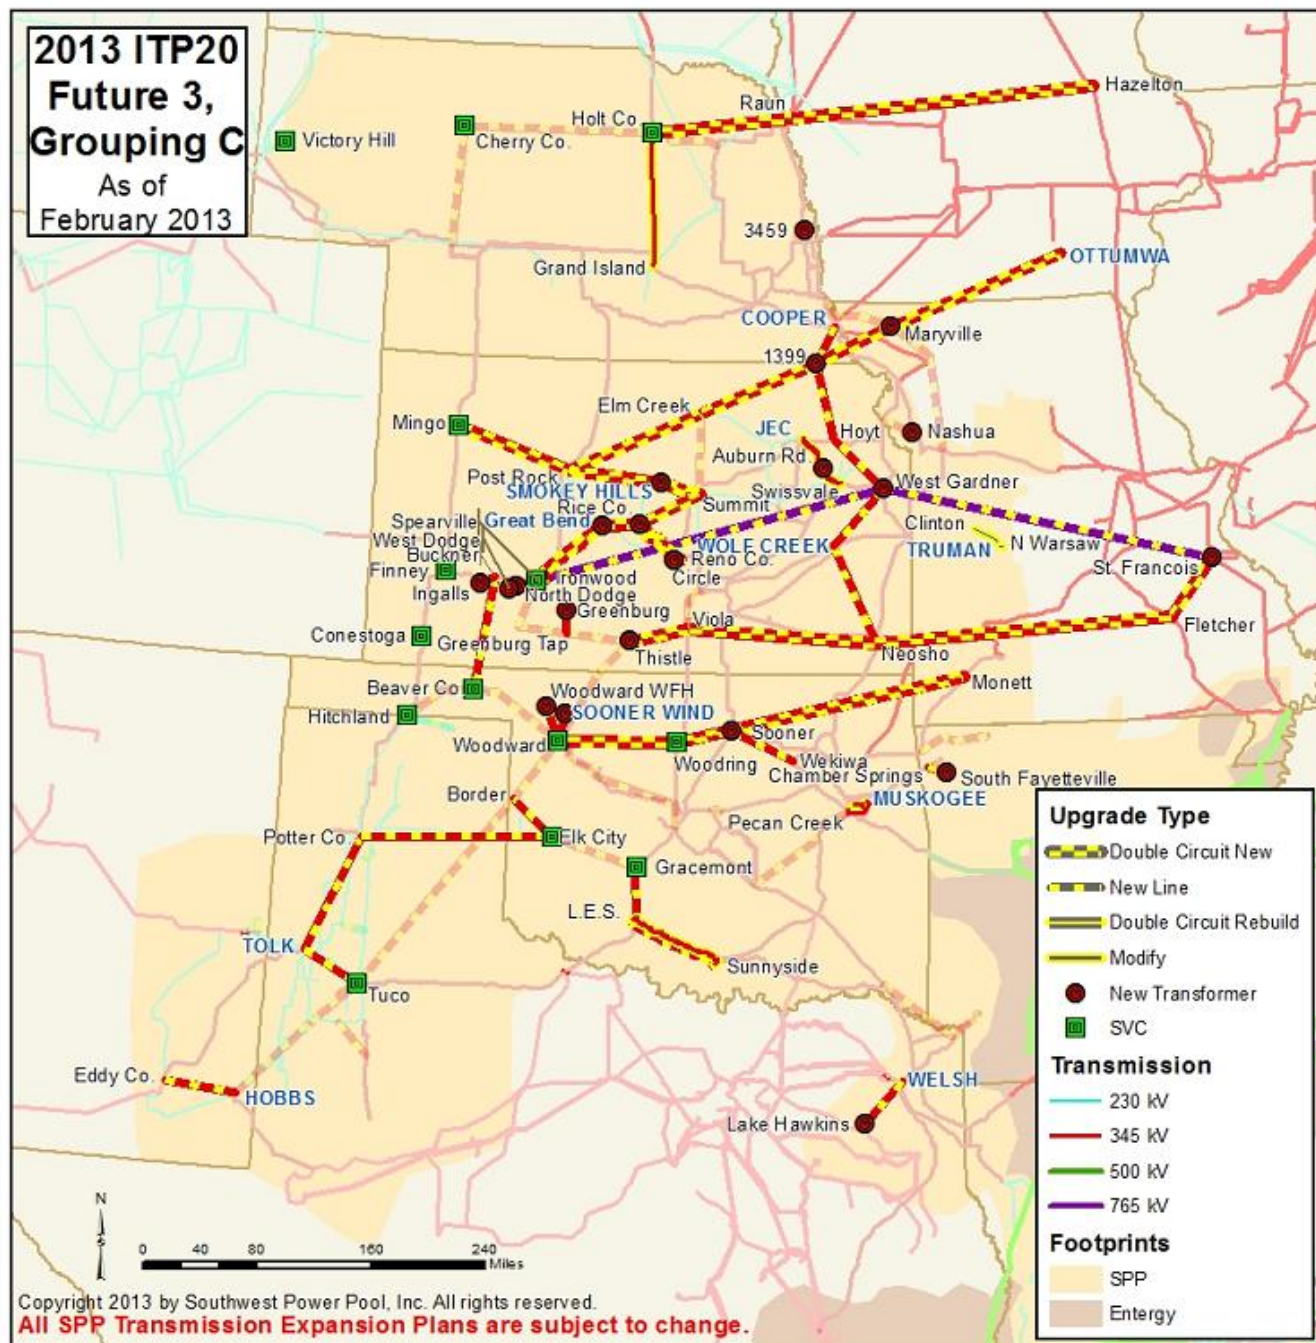 2013 ITP20
Future 3,
Grouping C
As of
February 2013
Hazelton
Raun
Holt Co
Cherry Co.
Victory Hill
3459
Grand Island
OTTUMWA
COOPER
Maryville
1399
Elm Creek
Mingo
JEC
Hoyt
Nashua
Auburn Rd.
Post Rock
SMOKEY HILLS
Swissvale
West Gardner
Summit
Rice Co.
Spearville
Great Bend
Clinton
West Dodge
WOLF CREEK
TRUMAN
N Warsaw
Buckner
Reno Co.
St. Francois
Finney
Ironwood
Circle
Ingalls
North Dodge
Greenburg
Viola
Fletcher
Conestoga
Greenburg Tap
Thistle
Neosho
Monett
Beaver Co
Woodward WFH
Hitchland
SOONER WIND
Sooner
Woodward
Woodring
Wekiwa
Chamber Springs
South Fayetteville
Border
MUSKOGEE
Pecan Creek
Potter Co.
Elk City
Gracemont
L.E.S.
TOLK
Sunnyside
Tuco
Eddy Co.
HOBBS
WELSH
Lake Hawkins
Upgrade Type
Double Circuit New
New Line
Double Circuit Rebuild
Modify
New Transformer
SVC
Transmission
230 kV
345 kV
500 kV
765 kV
Footprints
SPP
Entergy
N
0 40 80 160 240
Miles
Copyright 2013 by Southwest Power Pool, Inc. All rights reserved.
All SPP Transmission Expansion Plans are subject to change.